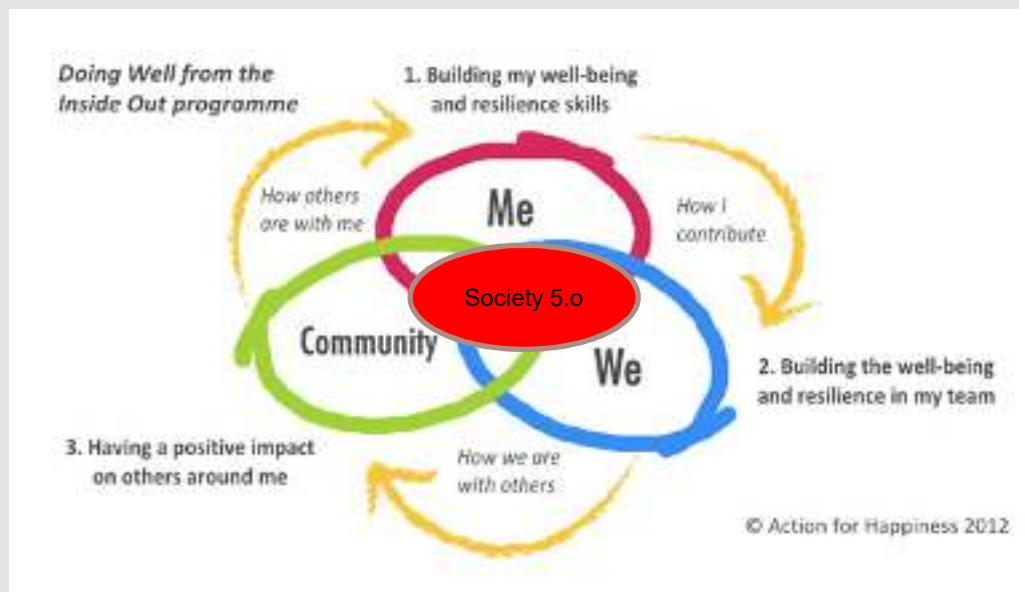 Doing Well from the
Inside Out programme
1. Building my well-being
and resilience skills
How others
are with me
Me
How I
contribute
Society 5.o
Community
We
2. Building the well-being
and resilience in my team
3. Having a positive impact
on others around me
How we are
with others
© Action for Happiness 2012